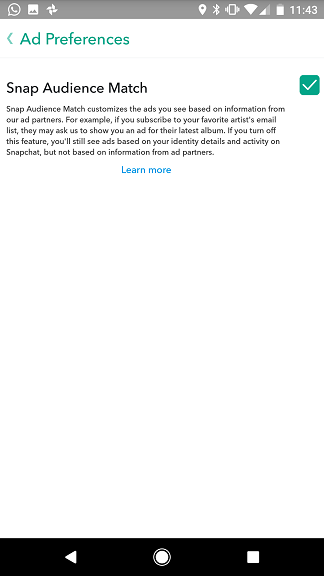 11:43
Ad Preferences
Snap Audience Match
Snap Audience Match customizes the ads you see based on information from
our ad partners. For example, if you subscribe to your favorite artist's email
list, they may ask us to show you an ad for their latest album. If you turn off
this feature, you'll still see ads based on your identity details and activity on
Snapchat, but not based on information from ad partners.
Learn more